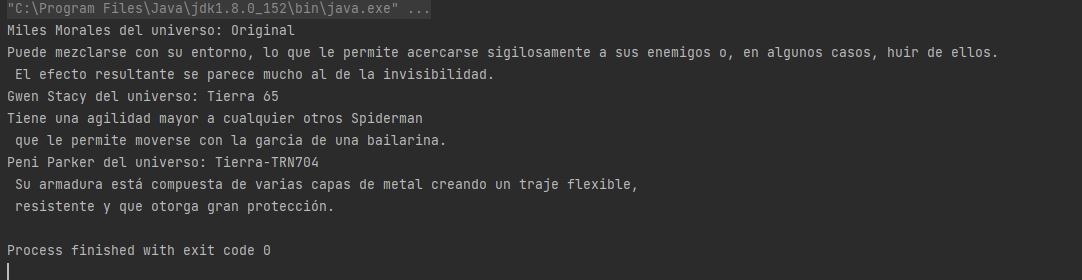 "C:\Program Files\Java\jdk1.8.0_152\bin\java.exe" ...
Miles Morales del universo: Original
Puede mezclarse con su entorno, lo que le permite acercarse sigilosamente a sus enemigos o, en algunos casos, huir de ellos.
El efecto resultante se parece mucho al de la invisibilidad.
Gwen Stacy del universo: Tierra 65
Tiene una agilidad mayor a cualquier otros Spiderman
que le permite moverse con la garcia de una bailarina.
Peni Parker del universo: Tierra-TRN704
Su armadura está compuesta de varias capas de metal creando un traje flexible,
resistente y que otorga gran protección.
Process finished with exit code 0